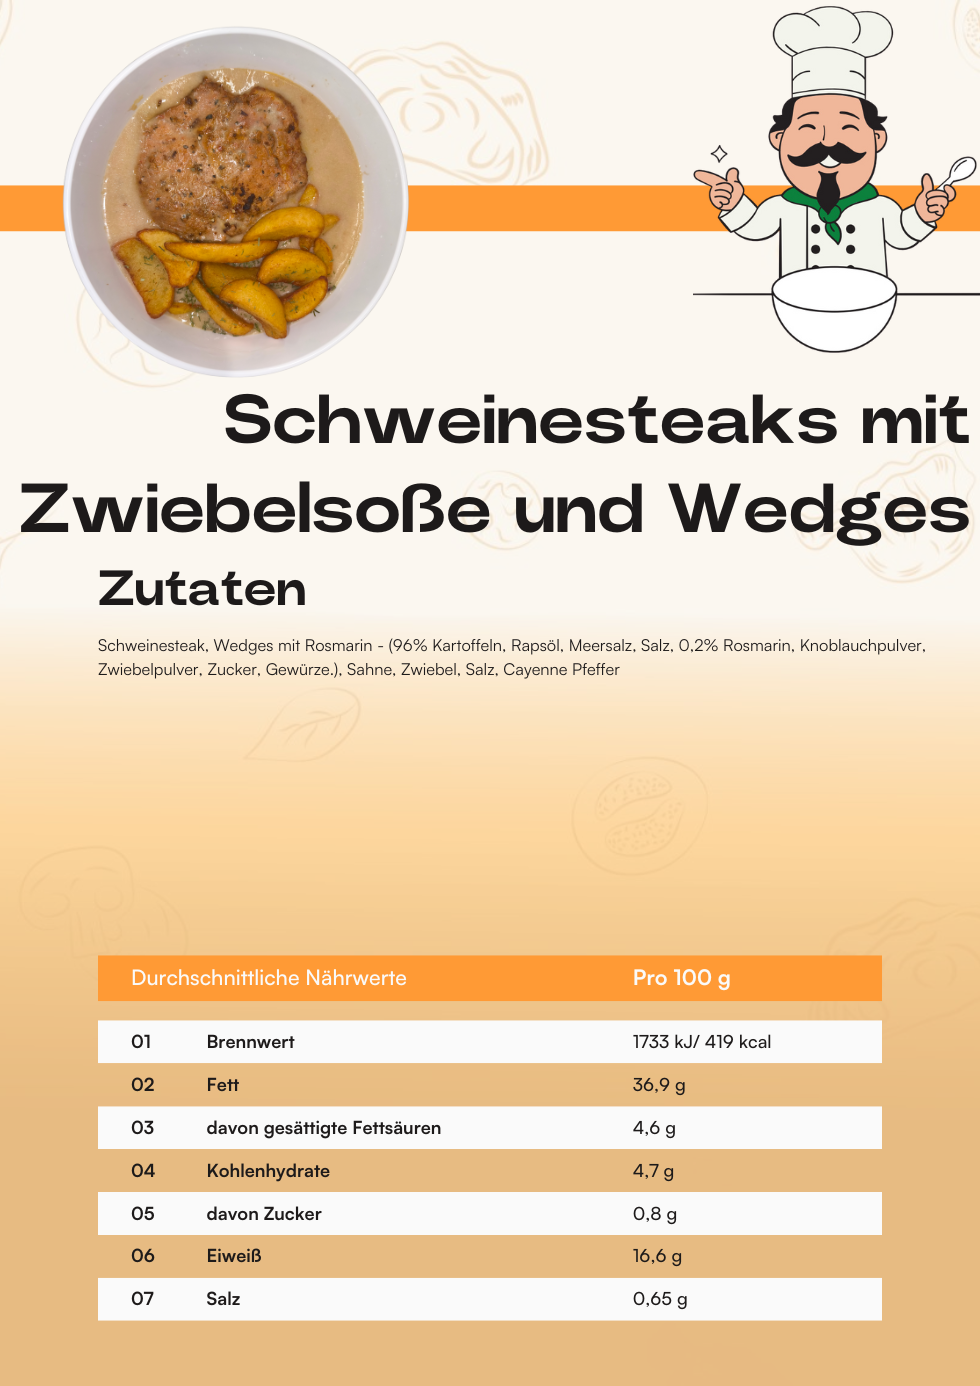 Schweinesteaks mit
Zwiebelsoße und Wedges
Zutaten
Schweinesteak, Wedges mit Rosmarin - (96% Kartoffeln, Rapsöl, Meersalz, Salz, 0,2% Rosmarin, Knoblauchpulver,
Zwiebelpulver, Zucker, Gewürze.), Sahne, Zwiebel, Salz, Cayenne Pfeffer
Durchschnittliche Nährwerte Pro 100 g
01 Brennwert 1733 kJ/ 419 kcal
02 Fett 36,9 g
03 davon gesättigte Fettsäuren 4,6 g
04 Kohlenhydrate 4,7 g
05 davon Zucker 0,8 g
06 Eiweiß 16,6 g
07 Salz 0,65 g